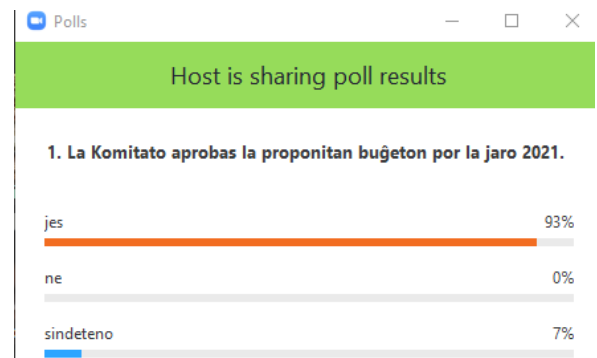 Polls
Host is sharing poll results
1. La Komitato aprobas la proponitan buĝeton por la jaro 2021.
jes 93%
ne 0%
sindeteno 7%